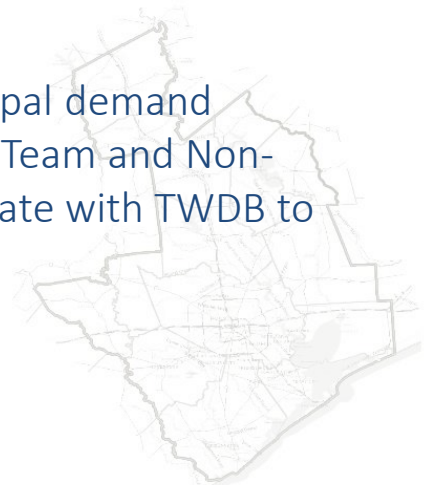 pal demand
Team and Non-
ate with TWDB to